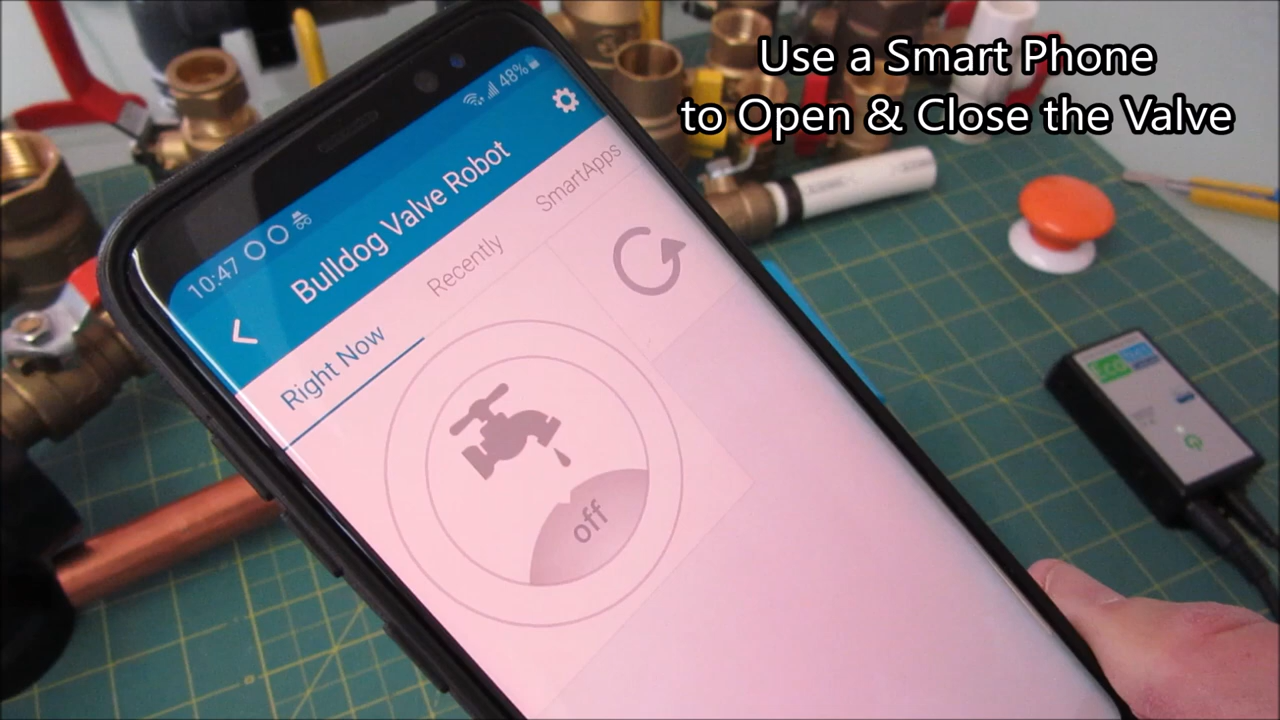 Use a Smart Phone
to Open & Close the Valve
10:47
48%
Bulldog Valve Robot
Right Now
Recently
SmartApps
off